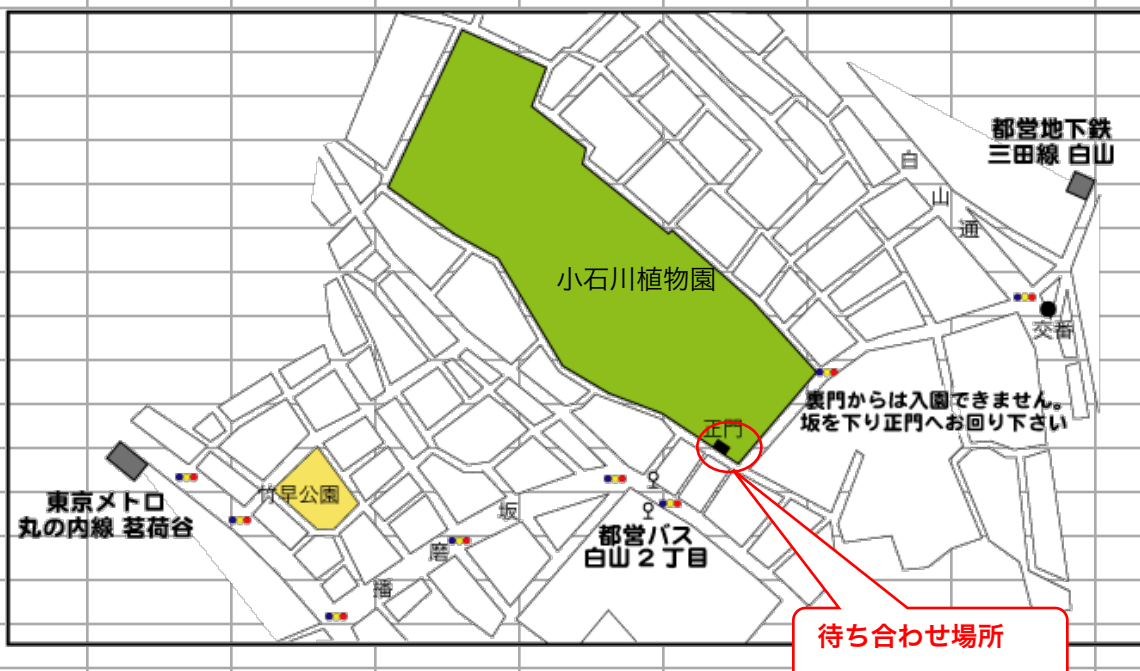 都営地下鉄
三田線 白山
白
山
通
小石川植物園
交番
裏門からは入園できません。
坂を下り正門へお回り下さい
正門
東京メトロ
丸の内線 茗荷谷
竹早公園
坂
磨
播
都営バス
白山２丁目
待ち合わせ場所